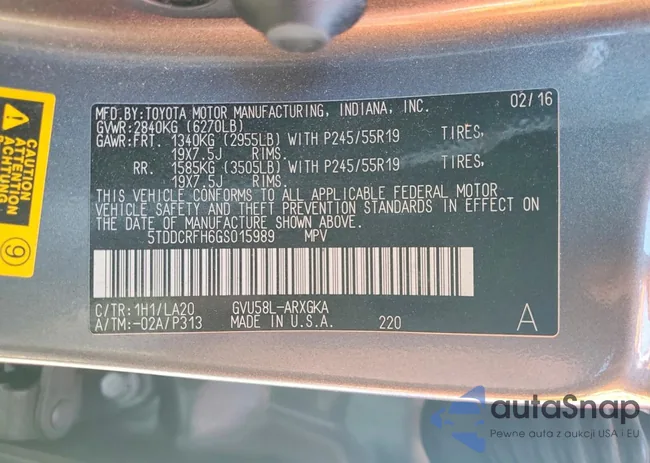 CAUTION
ATTENTION
ACHTUNG
9
MFD.BY:TOYOTA MOTOR MANUFACTURING, INDIANA, INC. 02/16
GVWR:2840KG (6270LB)
GAWR:FRT. 1340KG (2955LB) WITH P245/55R19 TIRES,
19X7.5J RIMS.
RR. 1585KG (3505LB) WITH P245/55R19 TIRES,
19X7.5J RIMS.
THIS VEHICLE CONFORMS TO ALL APPLICABLE FEDERAL MOTOR
VEHICLE SAFETY AND THEFT PREVENTION STANDARDS IN EFFECT ON
THE DATE OF MANUFACTURE SHOWN ABOVE.
5TDDCRFH6GS015989 MPV
C/TR:1H1/LA20 GVU58L-ARXGKA
A/TM:-02A/P313 MADE IN U.S.A. 220 A
autaSnap
Pewne auta z aukcji USA i EU